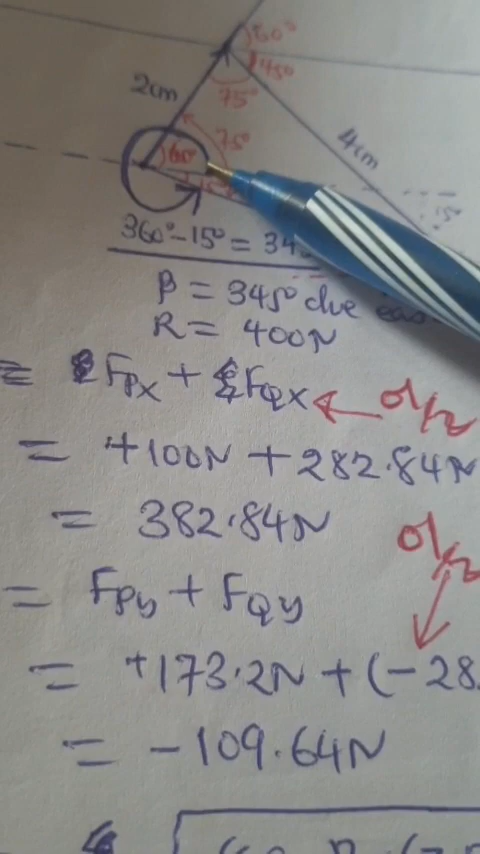 60°
45°
75°
2cm
75°
4cm
60°
15°
360°-15° = 34
β = 345° due eas
R = 400N
= ΣFPx + ΣFQx
= +100N + 282.84N
= 382.84N
= FPy + FQy
= +173.2N + (-28
= -109.64N